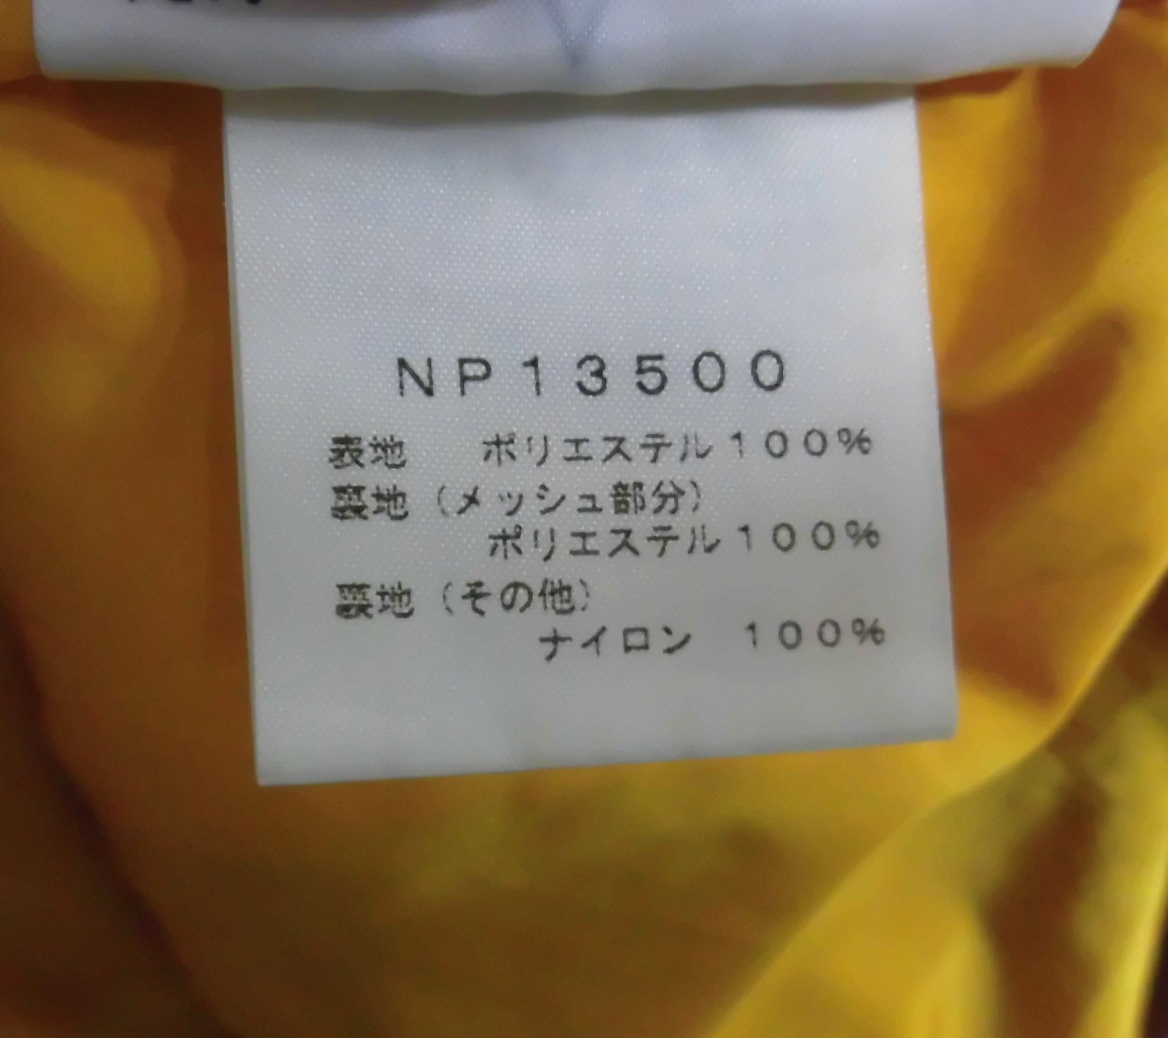 NP13500
表地　ポリエステル100%
裏地（メッシュ部分）
ポリエステル100%
裏地（その他）
ナイロン　100%